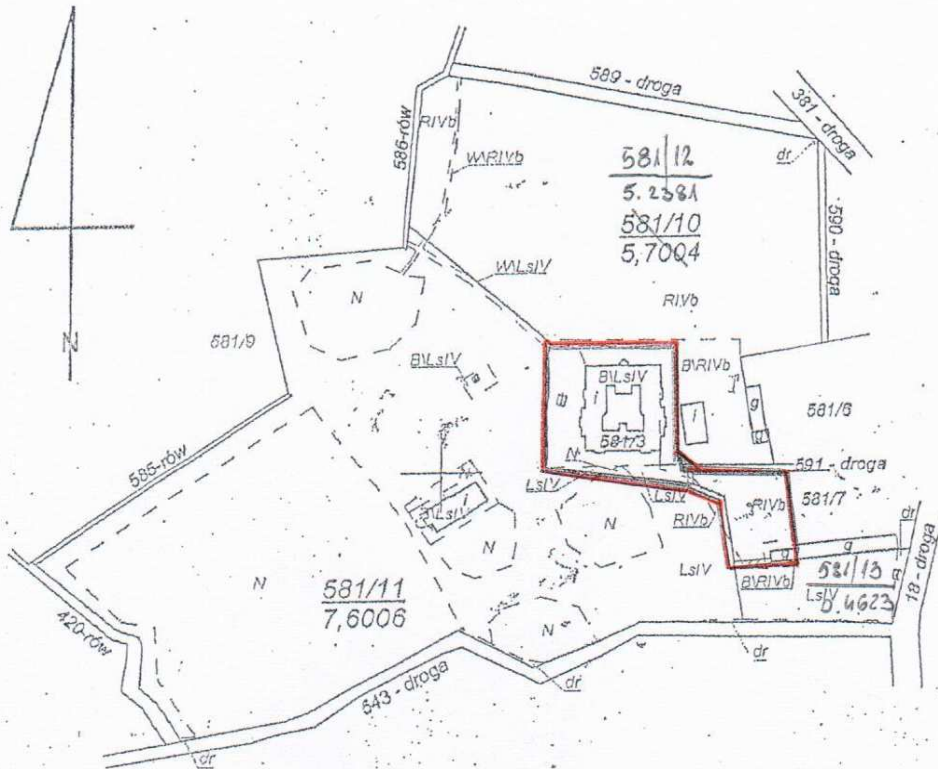 589 - droga
381 - droga
586-rów
RIVb
W\RIVb
dr
581/12
5.2381
581/10
5,7004
590 - droga
W\LsIV
RIVb
N
N
581/9
B\LsIV
a
B\RIVb
B\LsIV
i
i
g
g
581/6
581/3
N
585-rów
LsIV
LsIV
591 - droga
RIVb
581/7
B\LsIV
i
N
N
RIVb
dr
g
g
LsIV
B\RIVb
581/13
LsIV
0.4623
18 - droga
N
581/11
7,6006
N
420-rów
643 - droga
dr
dr
dr